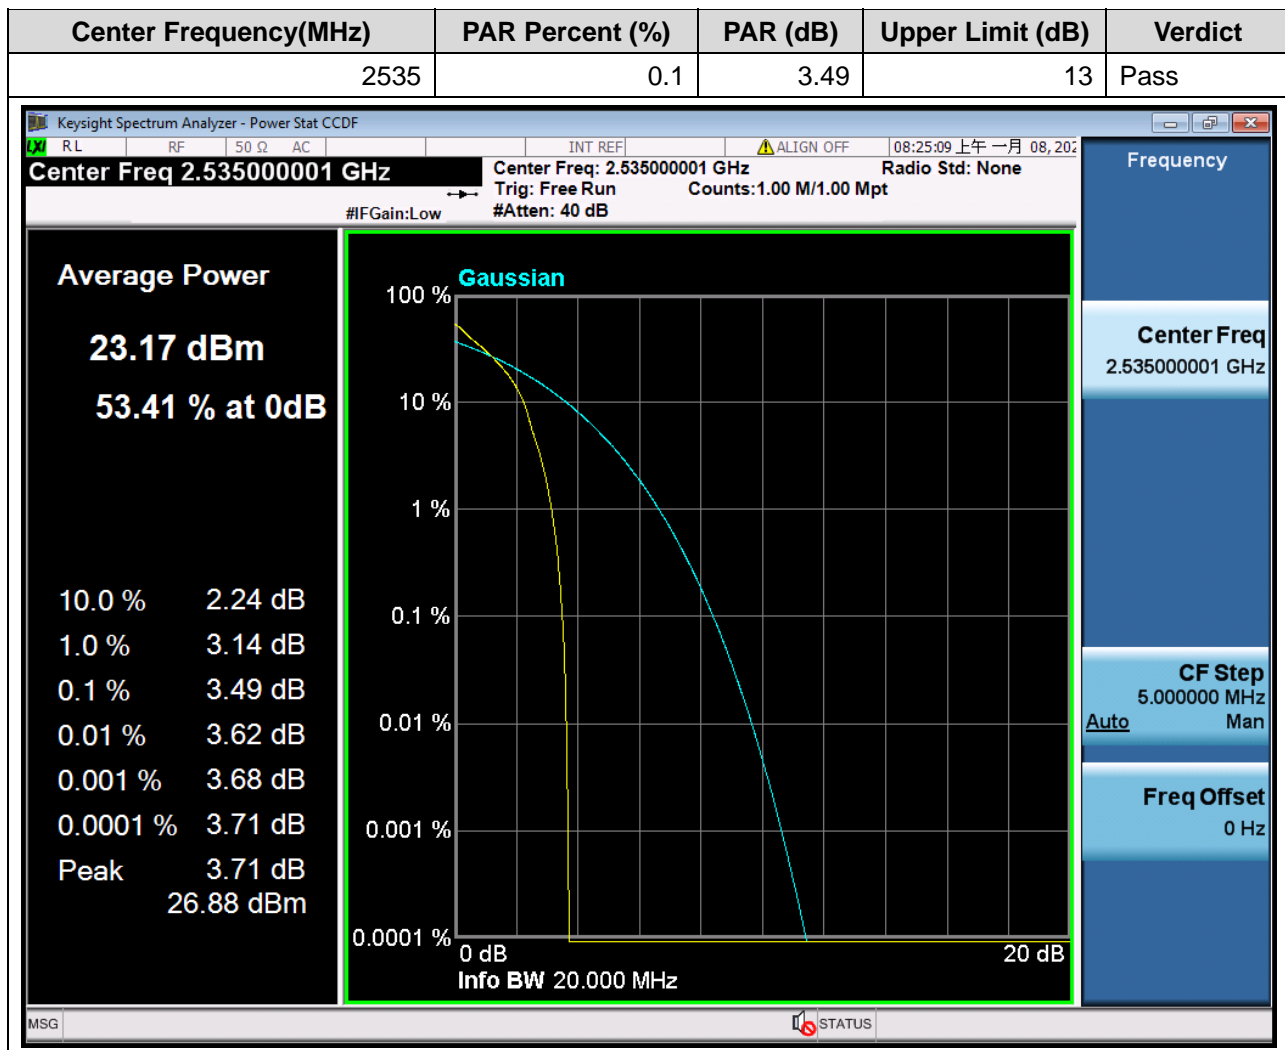 Center Frequency(MHz) PAR Percent (%) PAR (dB) Upper Limit (dB) Verdict
2535 0.1 3.49 13 Pass
Keysight Spectrum Analyzer - Power Stat CCDF
LXI RL RF 50 Ω AC INT REF ALIGN OFF 08:25:09 上午 一月 08, 202
Center Freq 2.535000001 GHz
Center Freq: 2.535000001 GHz Radio Std: None
Trig: Free Run Counts:1.00 M/1.00 Mpt
#IFGain:Low #Atten: 40 dB
Average Power
23.17 dBm
53.41 % at 0dB
10.0 % 2.24 dB
1.0 % 3.14 dB
0.1 % 3.49 dB
0.01 % 3.62 dB
0.001 % 3.68 dB
0.0001 % 3.71 dB
Peak 3.71 dB
26.88 dBm
Gaussian
100 %
10 %
1 %
0.1 %
0.01 %
0.001 %
0.0001 %
0 dB 20 dB
Info BW 20.000 MHz
Frequency
Center Freq
2.535000001 GHz
CF Step
5.000000 MHz
Auto Man
Freq Offset
0 Hz
MSG STATUS